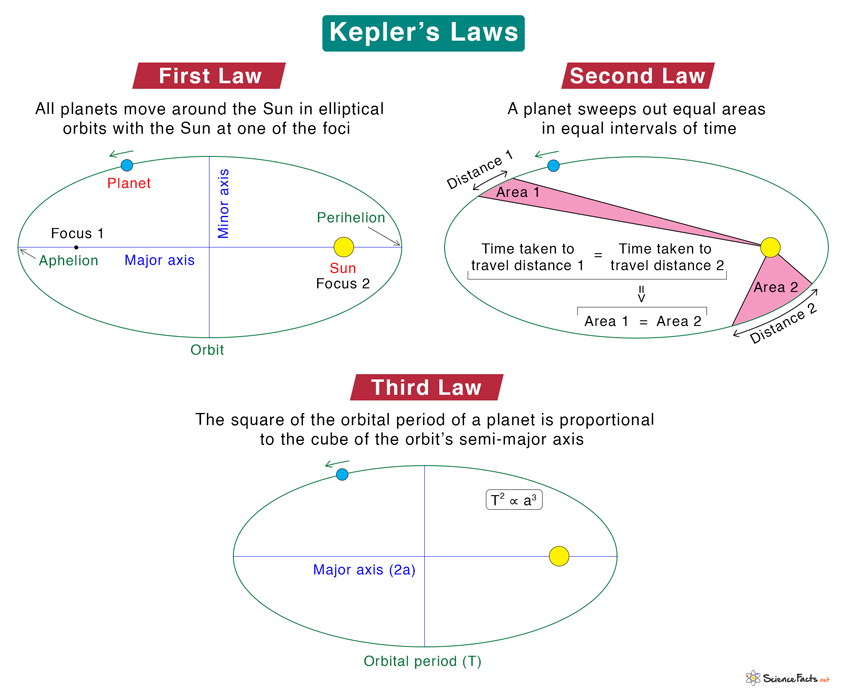 Kepler's Laws
First Law
All planets move around the Sun in elliptical
orbits with the Sun at one of the foci
Planet
Minor axis
Perihelion
Focus 1
Aphelion
Major axis
Sun
Focus 2
Orbit
Second Law
A planet sweeps out equal areas
in equal intervals of time
Distance 1
Area 1
Time taken to
travel distance 1
=
Time taken to
travel distance 2
=>
Area 1 = Area 2
Area 2
Distance 2
Third Law
The square of the orbital period of a planet is proportional
to the cube of the orbit's semi-major axis
T² ∝ a³
Major axis (2a)
Orbital period (T)
ScienceFacts.net